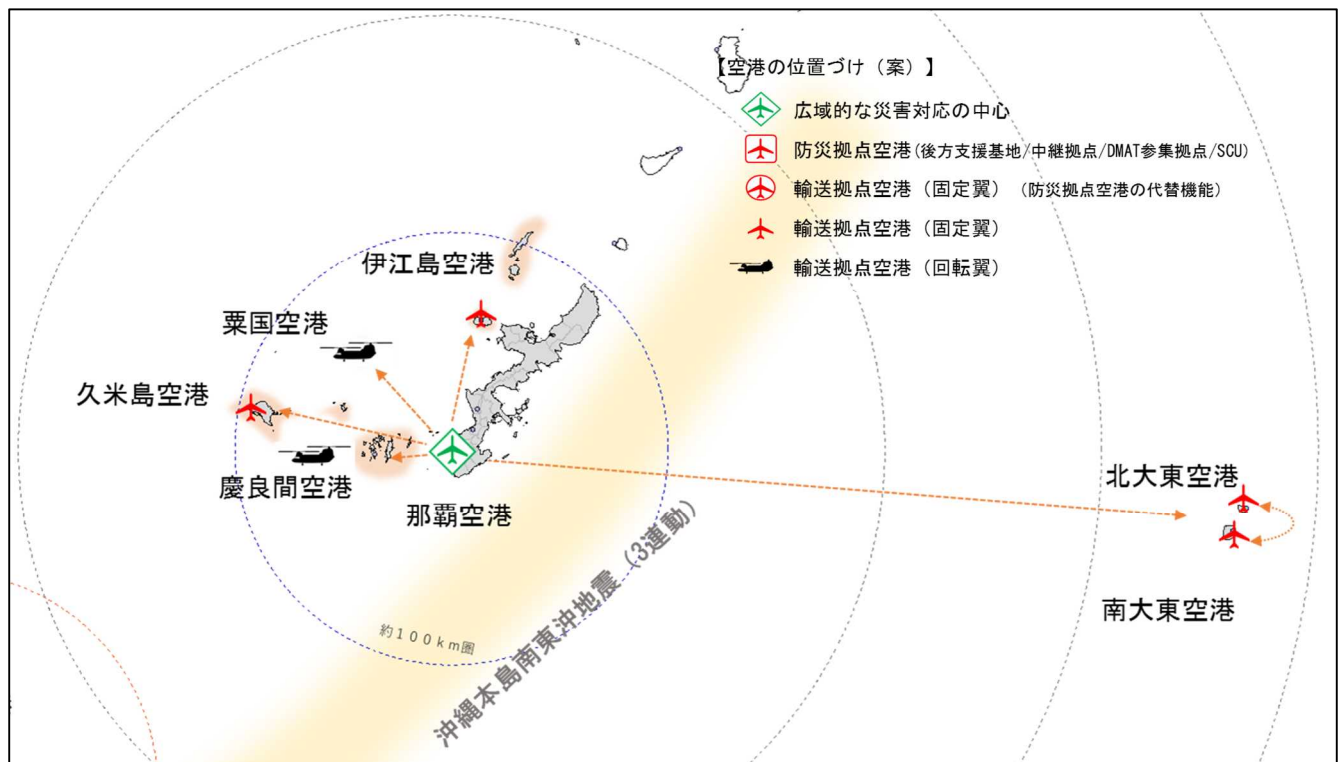 【空港の位置づけ（案）】
広域的な災害対応の中心
防災拠点空港(後方支援基地/中継拠点/DMAT参集拠点/SCU)
輸送拠点空港（固定翼）（防災拠点空港の代替機能）
輸送拠点空港（固定翼）
輸送拠点空港（回転翼）
伊江島空港
粟国空港
久米島空港
慶良間空港
那覇空港
北大東空港
南大東空港
約１００ｋｍ圏
沖縄本島南東沖地震（3連動）